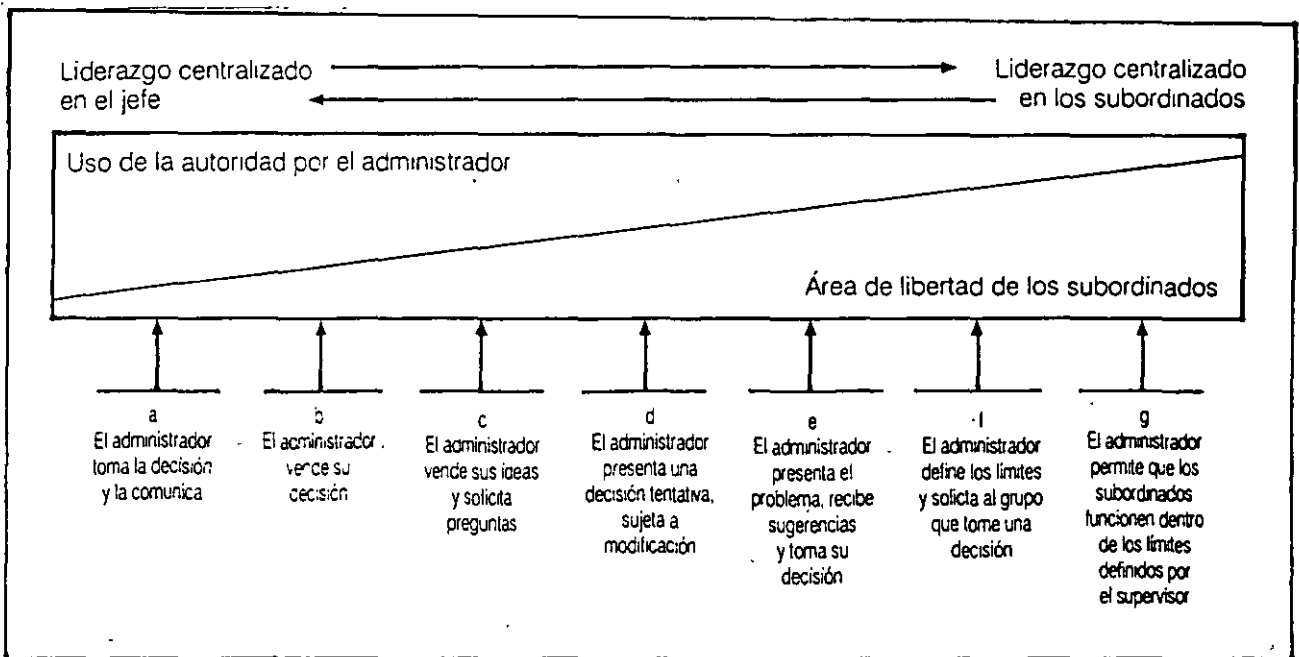 Liderazgo centralizado
en el jefe
Liderazgo centralizado
en los subordinados
Uso de la autoridad por el administrador
Área de libertad de los subordinados
a
El administrador
toma la decisión
y la comunica
b
El administrador
vende su
decisión
c
El administrador
vende sus ideas
y solicita
preguntas
d
El administrador
presenta una
decisión tentativa,
sujeta a
modificación
e
El administrador
presenta el
problema, recibe
sugerencias
y toma su
decisión
f
El administrador
define los límites
y solicita al grupo
que tome una
decisión
g
El administrador
permite que los
subordinados
funcionen dentro
de los límites
definidos por
el supervisor